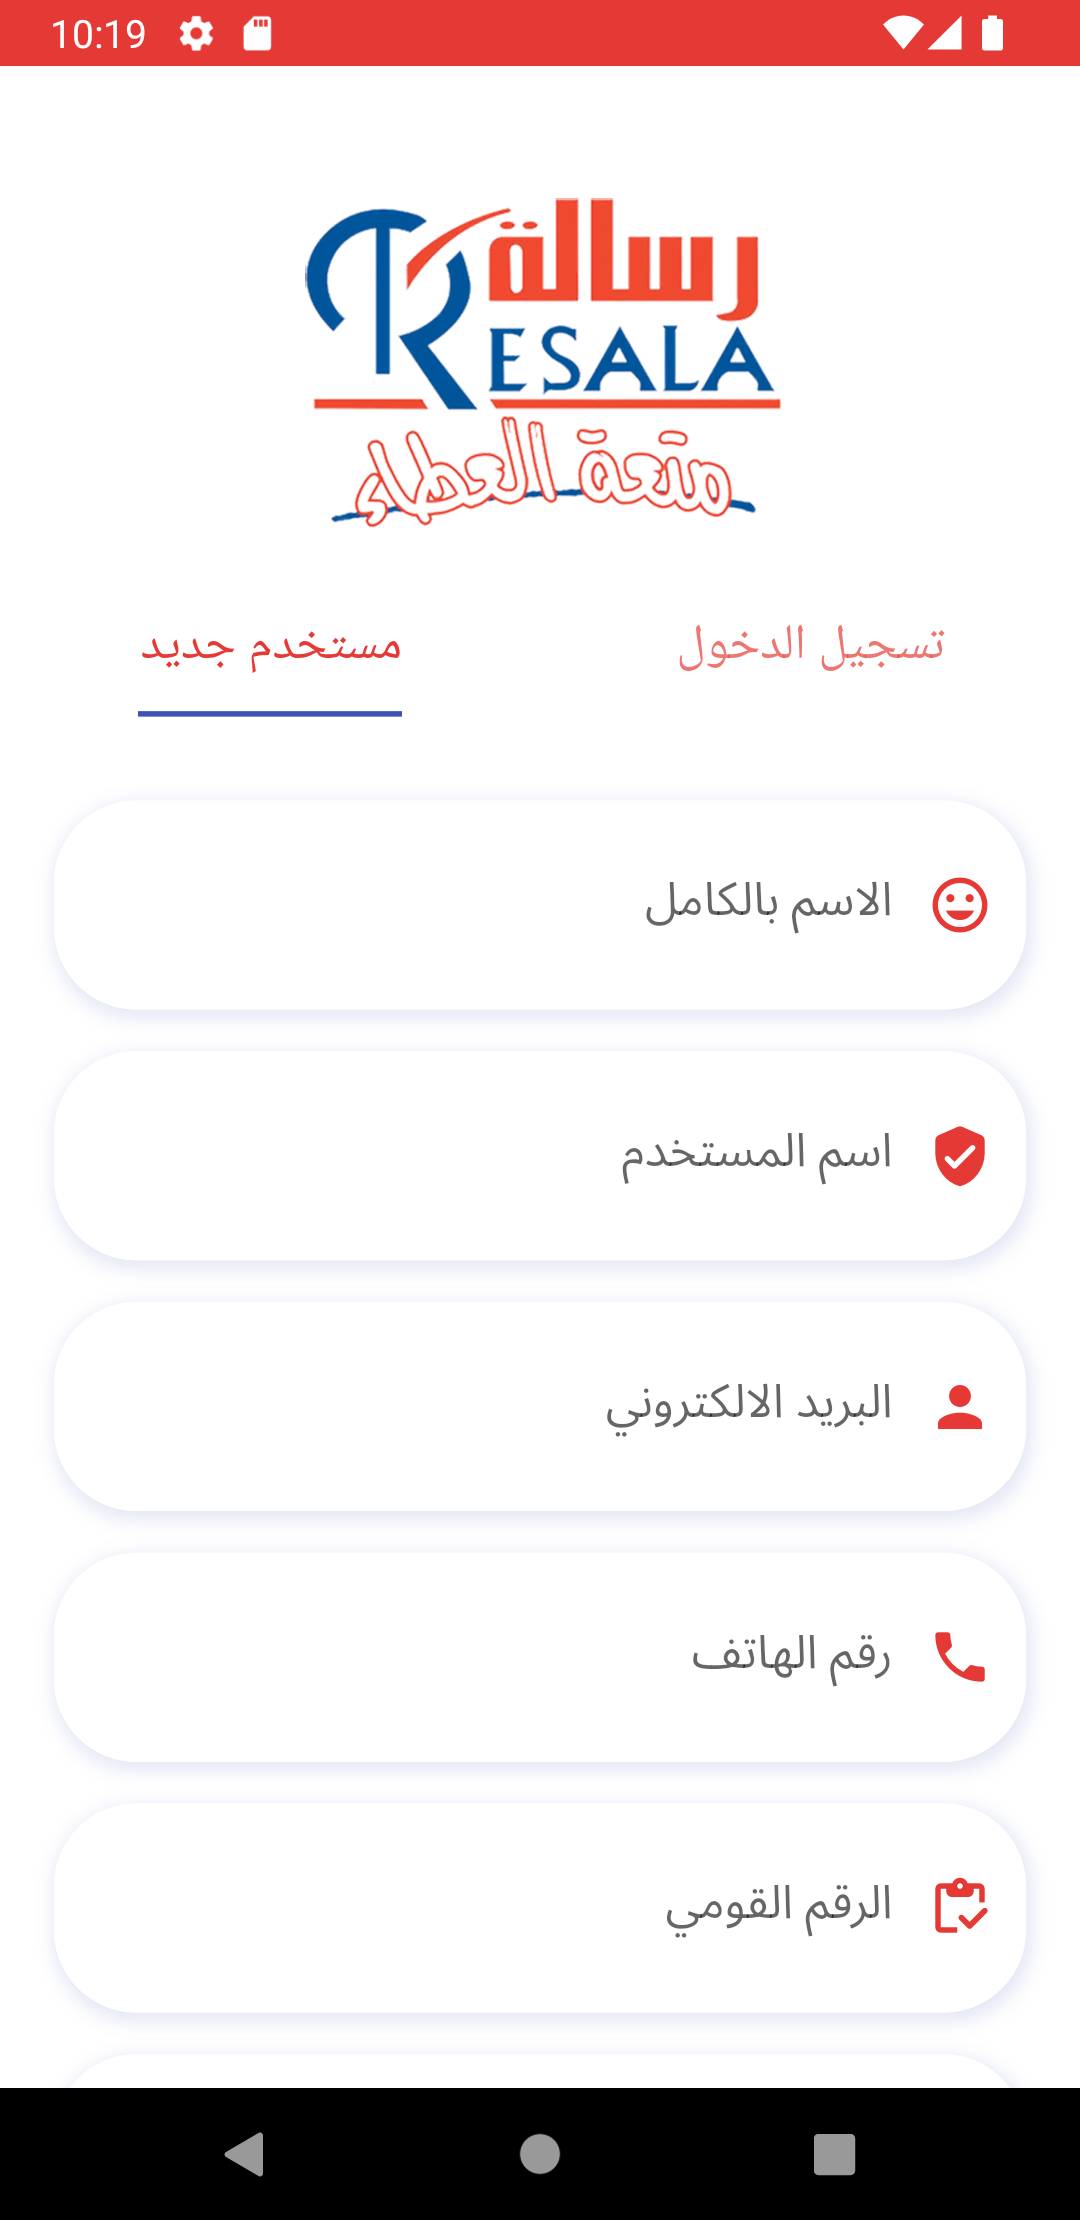 10:19
رسالة
RESALA
متعة العطاء
تسجيل الدخول
مستخدم جديد
الاسم بالكامل
اسم المستخدم
البريد الالكتروني
رقم الهاتف
الرقم القومي